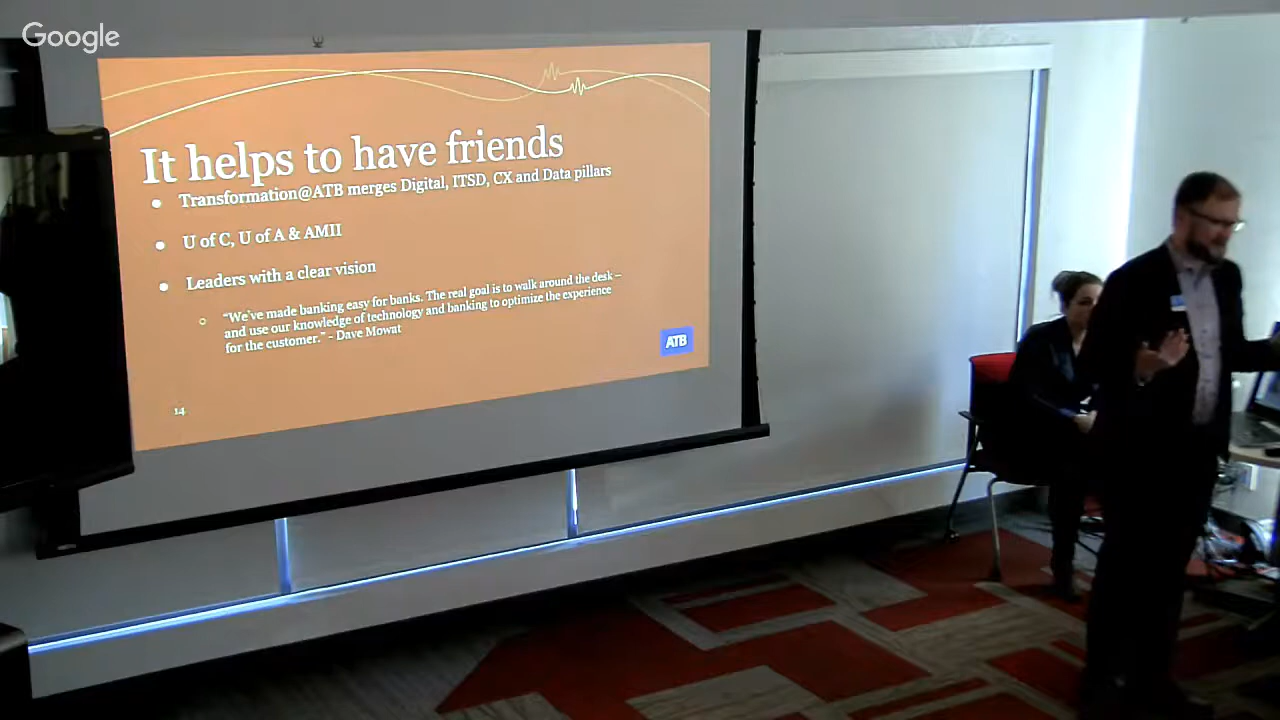 Google
It helps to have friends
● Transformation@ATB merges Digital, ITSD, CX and Data pillars
● U of C, U of A & AMII
● Leaders with a clear vision
○ “We’ve made banking easy for banks. The real goal is to walk around the desk –
and use our knowledge of technology and banking to optimize the experience
for the customer.” - Dave Mowat
ATB
14